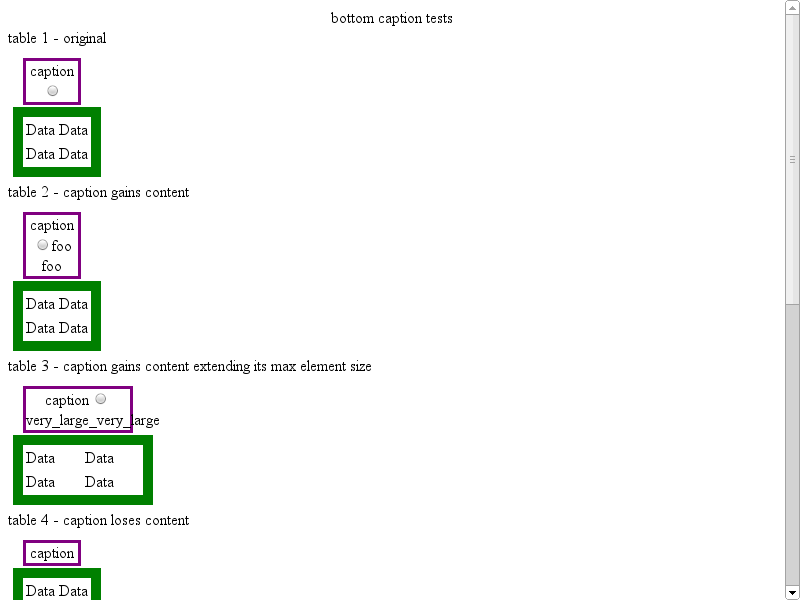 bottom caption tests
table 1 - original
caption
Data Data
Data Data
table 2 - caption gains content
caption
foo
foo
Data Data
Data Data
table 3 - caption gains content extending its max element size
caption
very_large_very_large
Data Data
Data Data
table 4 - caption loses content
caption
Data Data